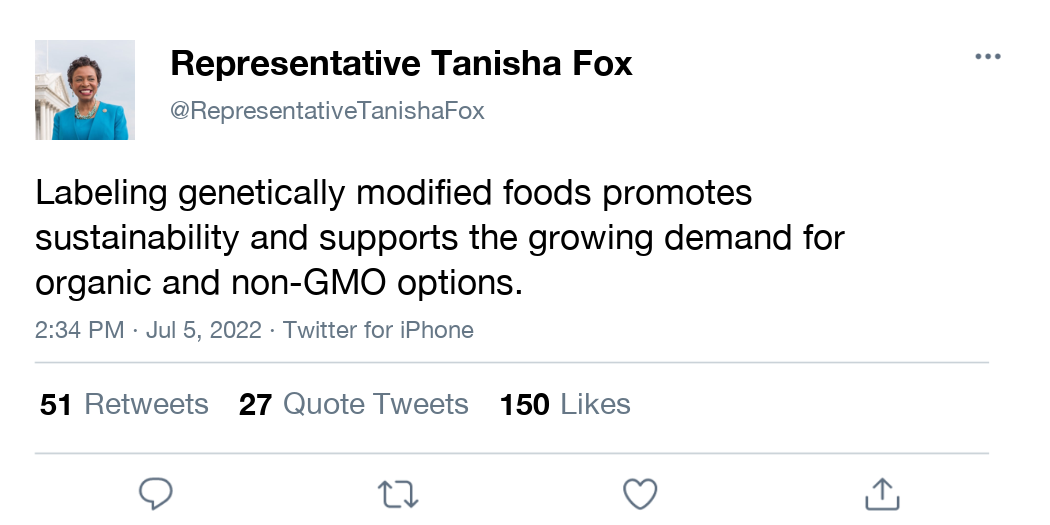 Representative Tanisha Fox
@RepresentativeTanishaFox
Labeling genetically modified foods promotes
sustainability and supports the growing demand for
organic and non-GMO options.
2:34 PM · Jul 5, 2022 · Twitter for iPhone
51 Retweets 27 Quote Tweets 150 Likes